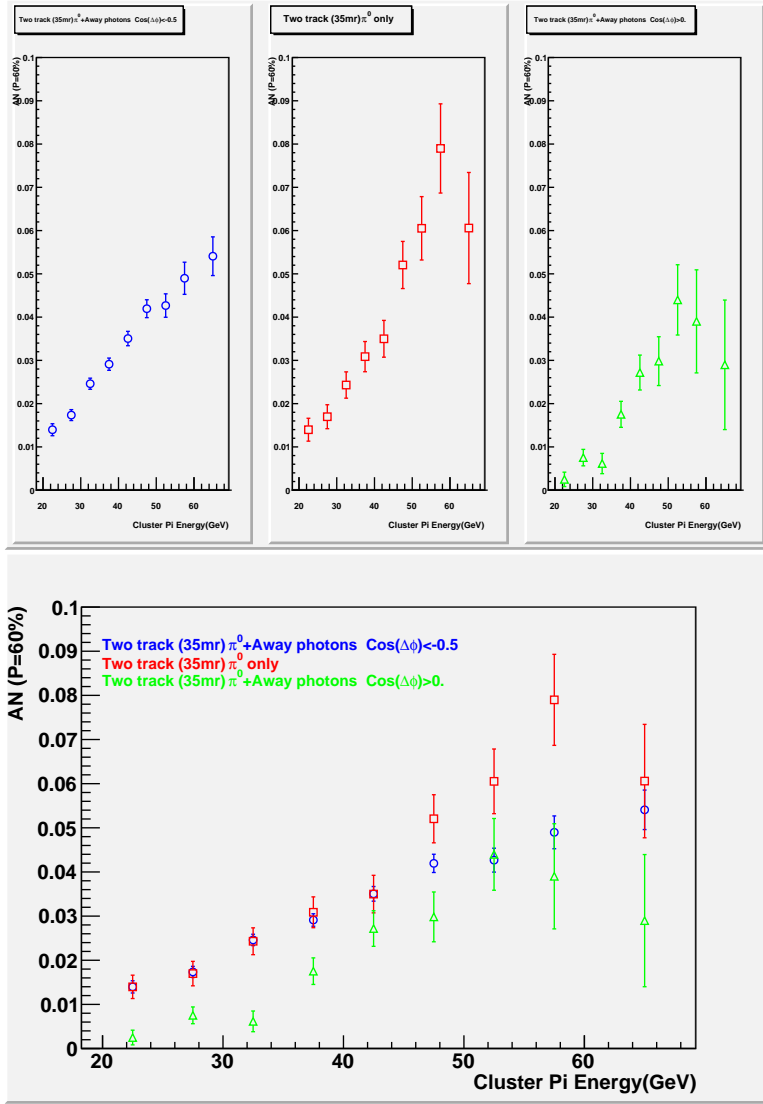 Two track (35mr)π0+Away photons Cos(Δϕ)<-0.5
AN (P=60%)
0.1
0.09
0.08
0.07
0.06
0.05
0.04
0.03
0.02
0.01
0
20 30 40 50 60
Cluster Pi Energy(GeV)
Two track (35mr)π0 only
AN (P=60%)
0.1
0.09
0.08
0.07
0.06
0.05
0.04
0.03
0.02
0.01
0
20 30 40 50 60
Cluster Pi Energy(GeV)
Two track (35mr)π0+Away photons Cos(Δϕ)>0.
AN (P=60%)
0.1
0.09
0.08
0.07
0.06
0.05
0.04
0.03
0.02
0.01
0
20 30 40 50 60
Cluster Pi Energy(GeV)
AN (P=60%)
0.1
0.09
0.08
0.07
0.06
0.05
0.04
0.03
0.02
0.01
0
Two track (35mr) π0+Away photons Cos(Δϕ)<-0.5
Two track (35mr) π0 only
Two track (35mr) π0+Away photons Cos(Δϕ)>0.
20 30 40 50 60
Cluster Pi Energy(GeV)